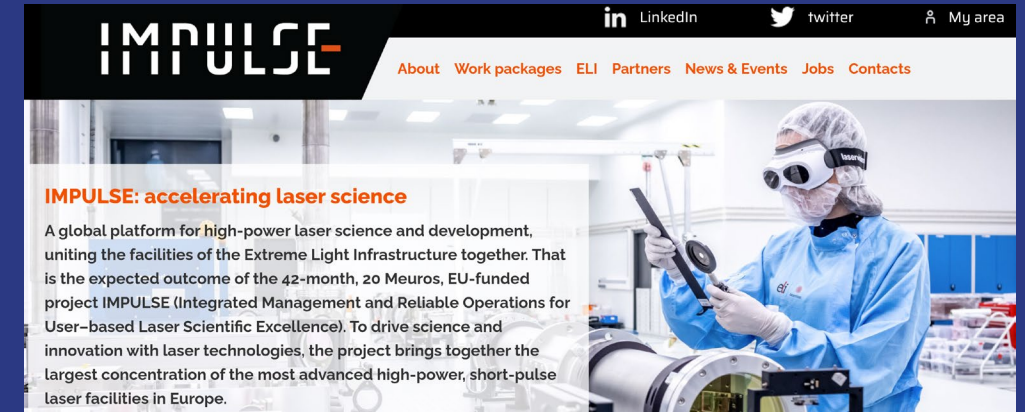 IMPULSE
LinkedIn
twitter
My area
About Work packages ELI Partners News & Events Jobs Contacts
IMPULSE: accelerating laser science
A global platform for high-power laser science and development,
uniting the facilities of the Extreme Light Infrastructure together. That
is the expected outcome of the 42-month, 20 Meuros, EU-funded
project IMPULSE (Integrated Management and Reliable Operations for
User–based Laser Scientific Excellence). To drive science and
innovation with laser technologies, the project brings together the
largest concentration of the most advanced high-power, short-pulse
laser facilities in Europe.
eli